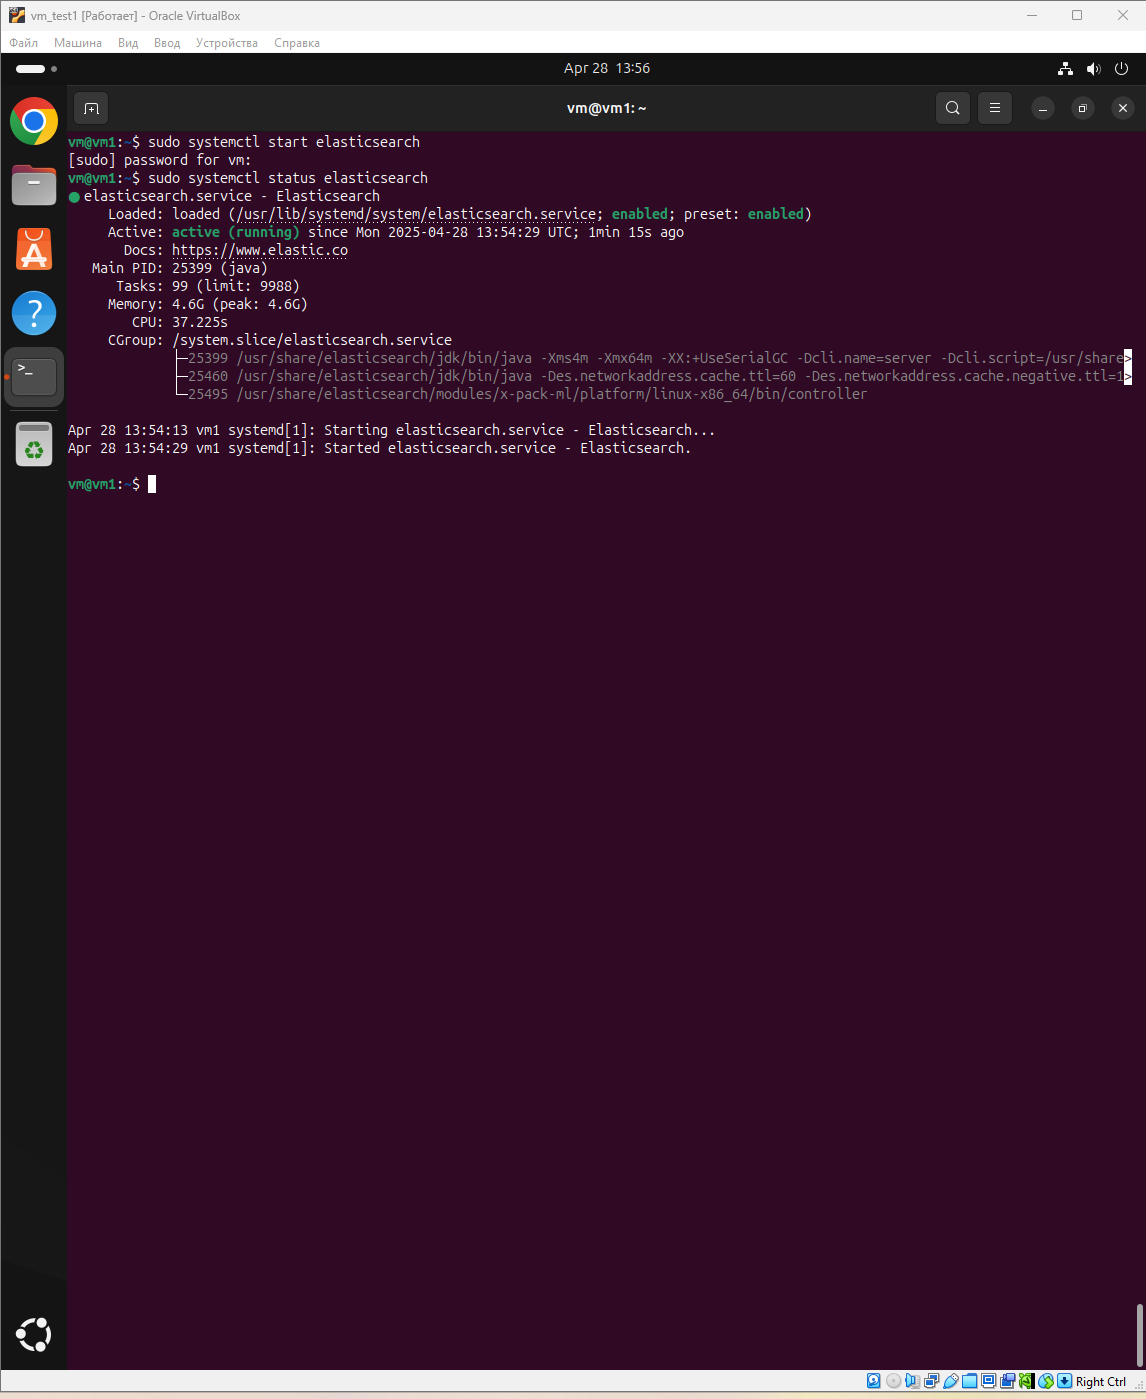 vm_test1 [Работает] - Oracle VirtualBox
Файл Машина Вид Ввод Устройства Справка
Apr 28 13:56
vm@vm1: ~
vm@vm1:~$ sudo systemctl start elasticsearch
[sudo] password for vm:
vm@vm1:~$ sudo systemctl status elasticsearch
● elasticsearch.service - Elasticsearch
Loaded: loaded (/usr/lib/systemd/system/elasticsearch.service; enabled; preset: enabled)
Active: active (running) since Mon 2025-04-28 13:54:29 UTC; 1min 15s ago
Docs: https://www.elastic.co
Main PID: 25399 (java)
Tasks: 99 (limit: 9988)
Memory: 4.6G (peak: 4.6G)
CPU: 37.225s
CGroup: /system.slice/elasticsearch.service
├─25399 /usr/share/elasticsearch/jdk/bin/java -Xms4m -Xmx64m -XX:+UseSerialGC -Dcli.name=server -Dcli.script=/usr/share>
├─25460 /usr/share/elasticsearch/jdk/bin/java -Des.networkaddress.cache.ttl=60 -Des.networkaddress.cache.negative.ttl=1>
└─25495 /usr/share/elasticsearch/modules/x-pack-ml/platform/linux-x86_64/bin/controller
Apr 28 13:54:13 vm1 systemd[1]: Starting elasticsearch.service - Elasticsearch...
Apr 28 13:54:29 vm1 systemd[1]: Started elasticsearch.service - Elasticsearch.
vm@vm1:~$
Right Ctrl